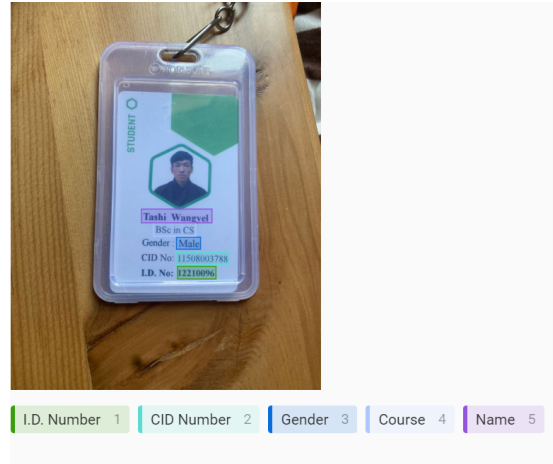 STUDENT
Tashi Wangyel
BSc in CS
Gender : Male
CID No: 11508003788
I.D. No: 12210096
I.D. Number 1
CID Number 2
Gender 3
Course 4
Name 5